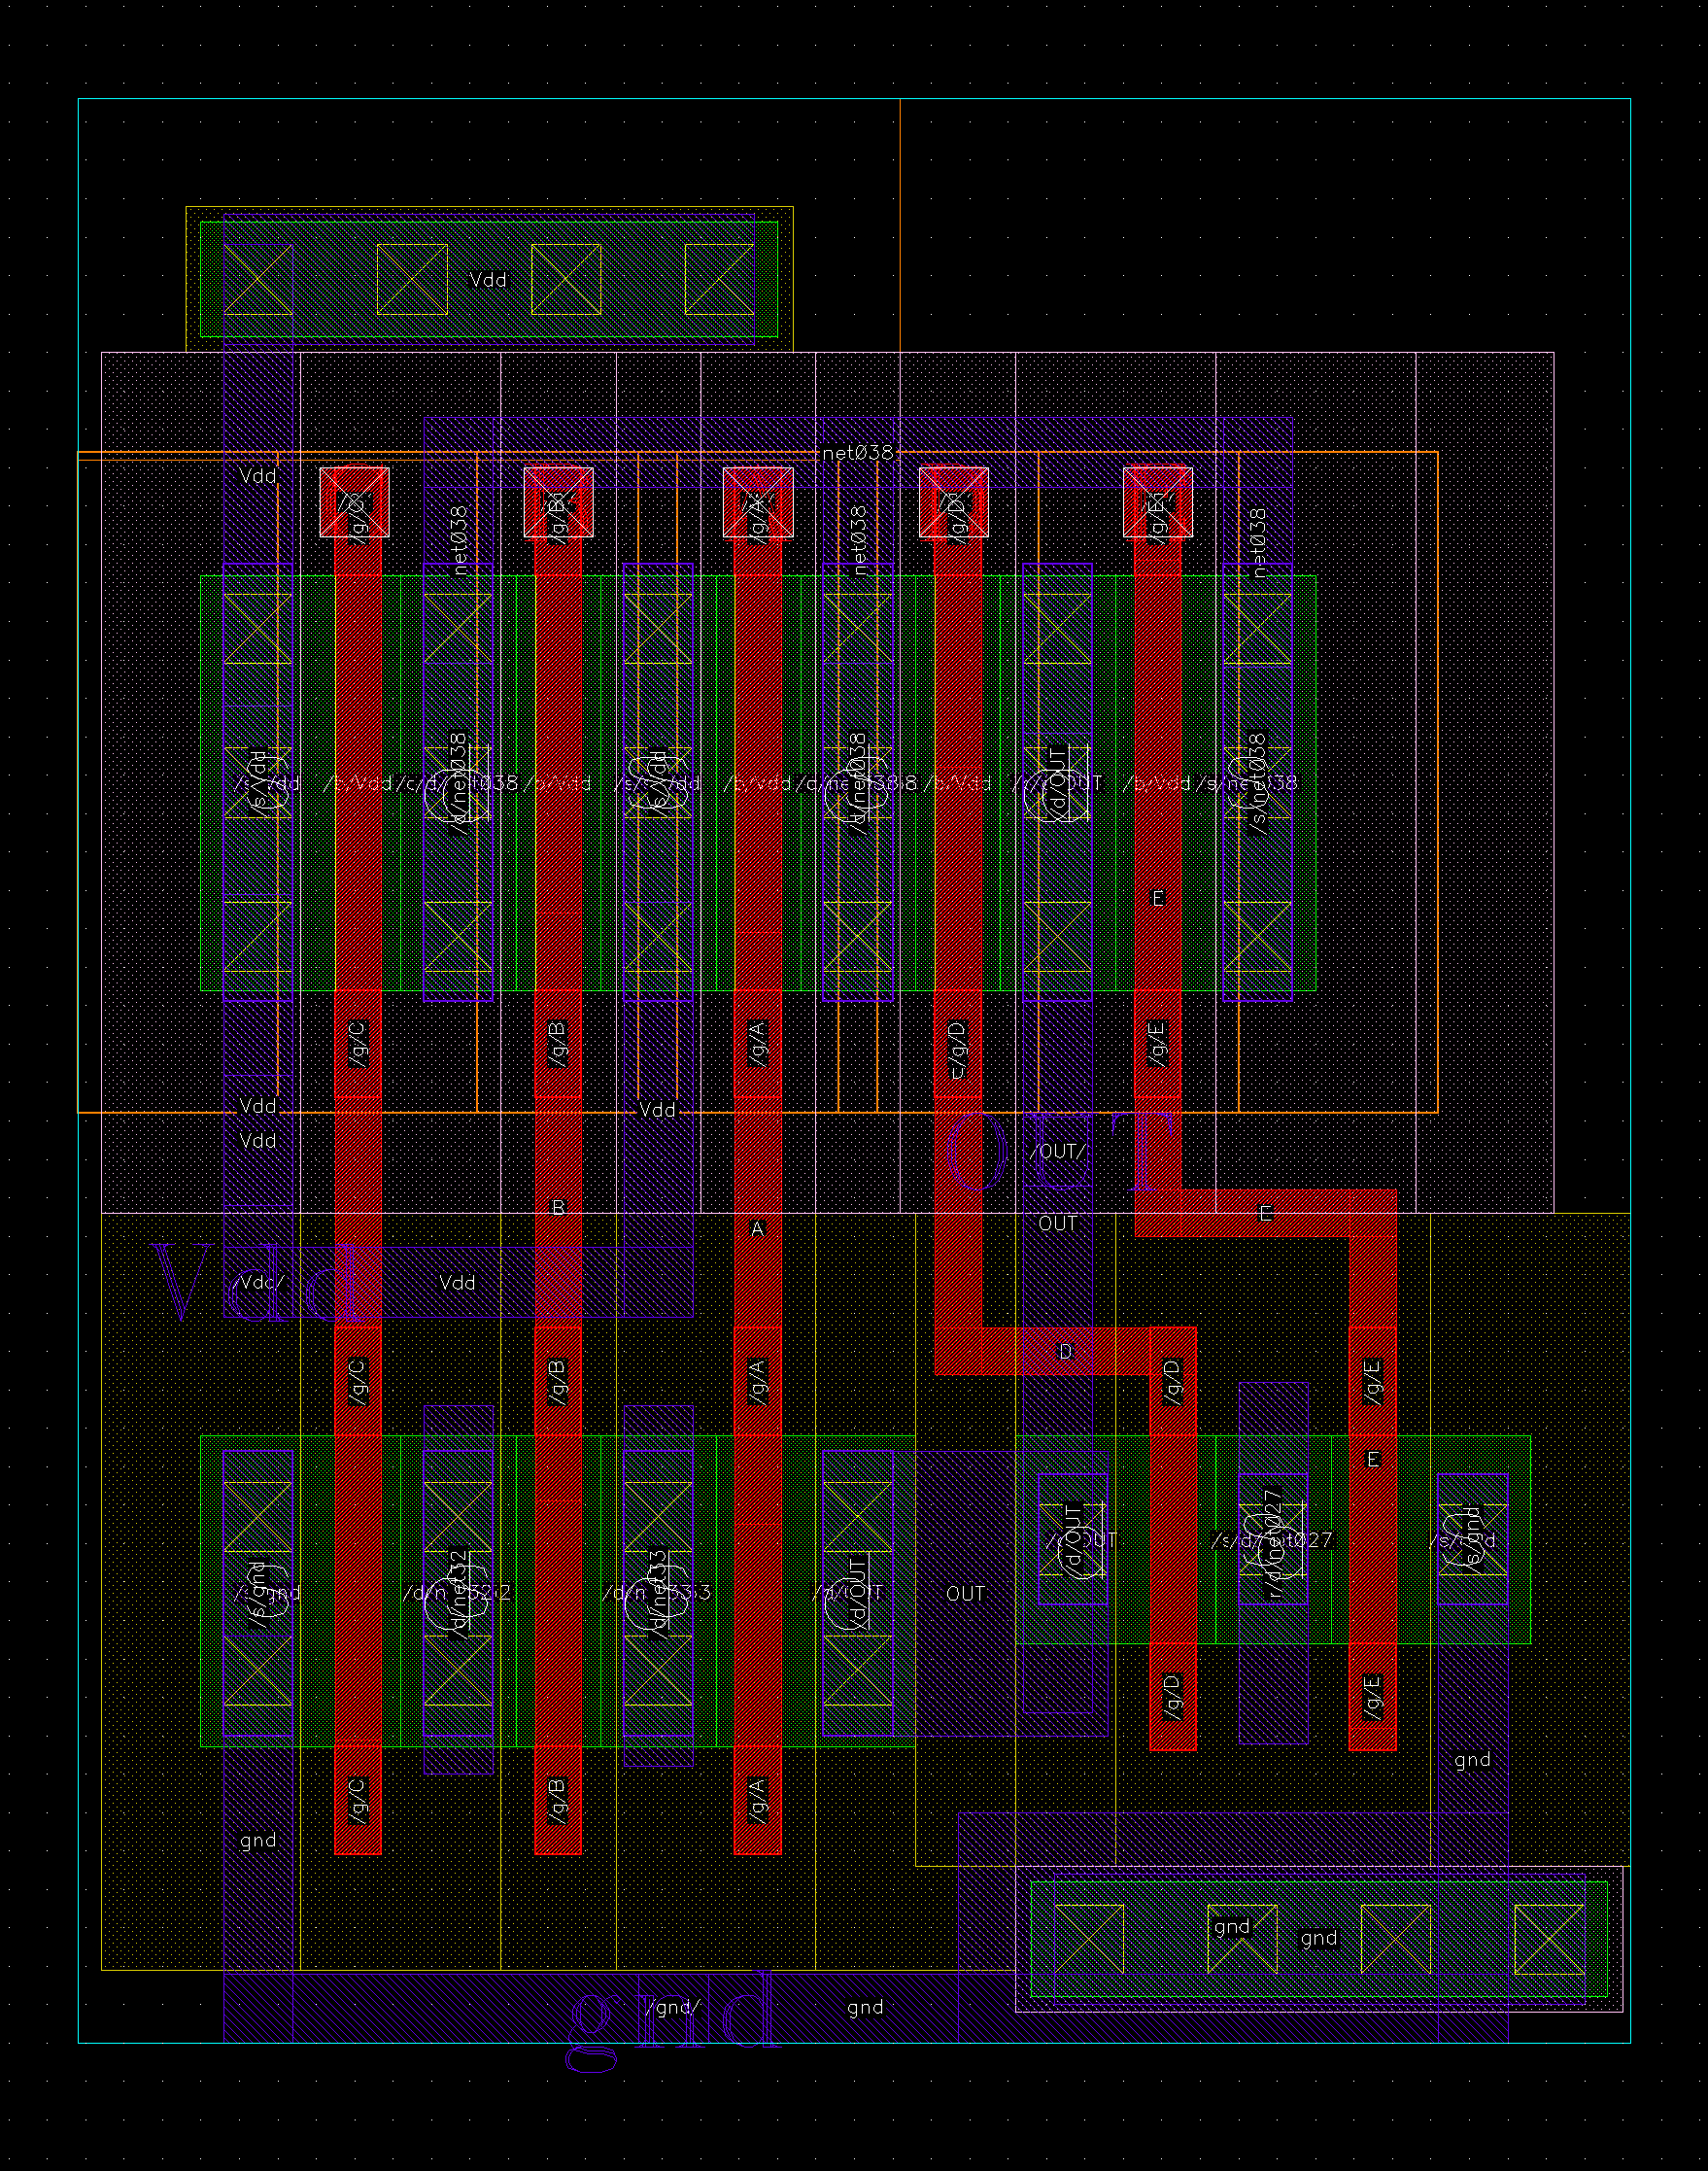 Vdd
net038
Vdd
/g/B
/g/A
/g/D
/g/E
net038
net038
net038
/s/Vdd
/b/Vdd
/d/net038
/b/Vdd
/s/Vdd
/b/Vdd
/d/net038
/b/Vdd
/d/OUT
/b/Vdd
/s/net038
E
/g/C
/g/B
/g/A
/g/D
/g/E
Vdd
Vdd
Vdd
OUT
/OUT/
B
A
OUT
E
Vdd
/Vdd/
Vdd
D
/g/C
/g/B
/g/A
/g/D
/g/E
E
/s/gnd
/d/net32
/d/net33
/d/OUT
OUT
/d/OUT
/d/net027
/s/gnd
/g/D
/g/E
gnd
/g/C
/g/B
/g/A
gnd
gnd
gnd
gnd
/gnd/
gnd